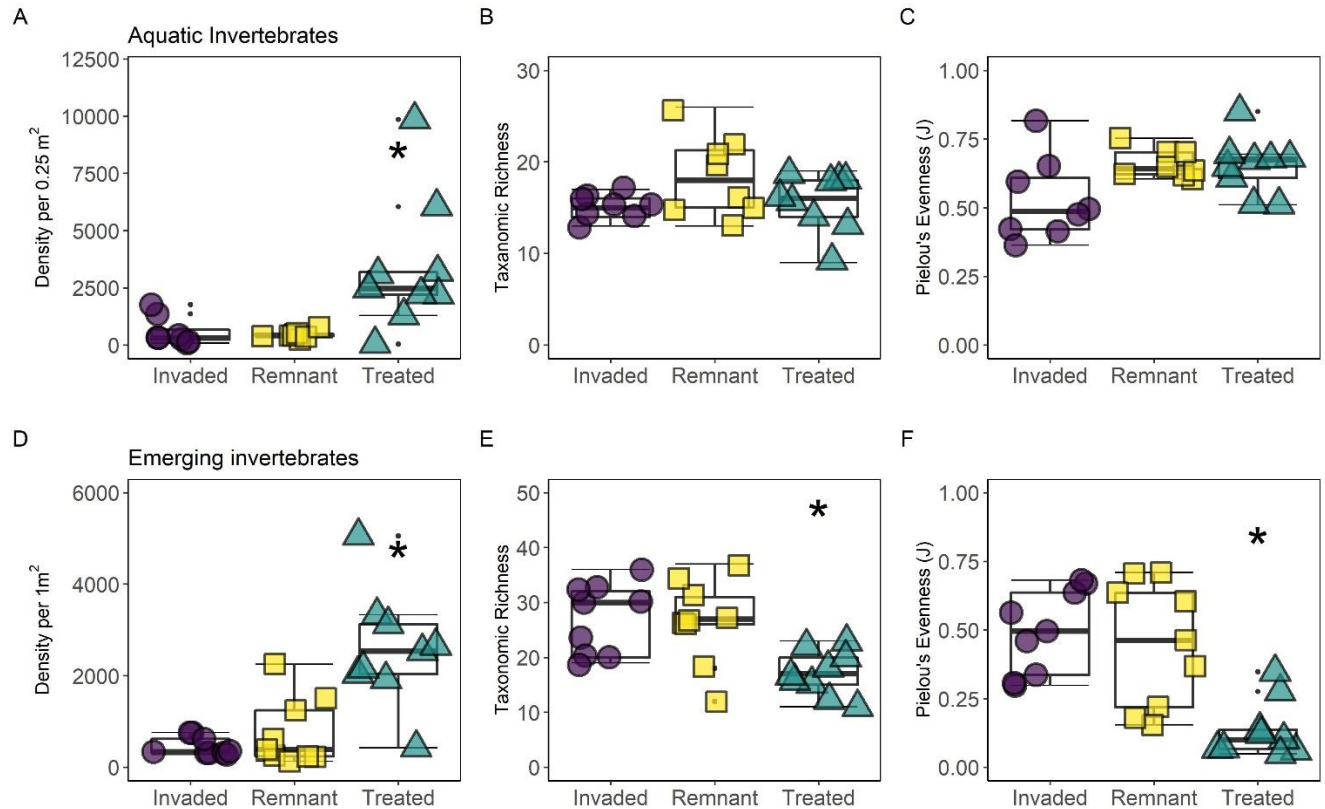 A
Aquatic Invertebrates
Density per 0.25 m²
12500
10000
7500
5000
2500
0
*
Invaded Remnant Treated
B
Taxanomic Richness
30
20
10
0
Invaded Remnant Treated
C
Pielou's Evenness (J)
1.00
0.75
0.50
0.25
0.00
Invaded Remnant Treated
D
Emerging invertebrates
Density per 1m²
6000
4000
2000
0
*
Invaded Remnant Treated
E
Taxonomic Richness
50
40
30
20
10
0
*
Invaded Remnant Treated
F
Pielou's Evenness (J)
1.00
0.75
0.50
0.25
0.00
*
Invaded Remnant Treated